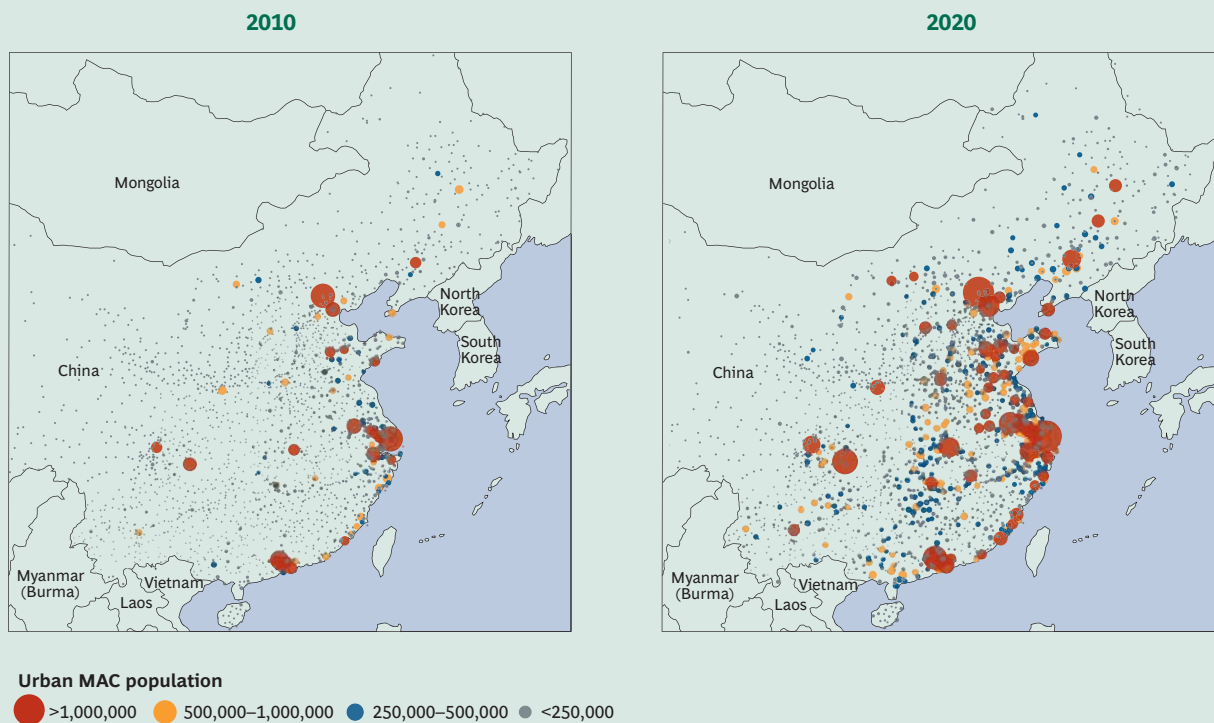 2010
2020
Mongolia
North
Korea
South
Korea
China
Myanmar
(Burma)
Vietnam
Laos
Mongolia
North
Korea
South
Korea
China
Myanmar
(Burma)
Vietnam
Laos
Urban MAC population
>1,000,000 500,000–1,000,000 250,000–500,000 <250,000